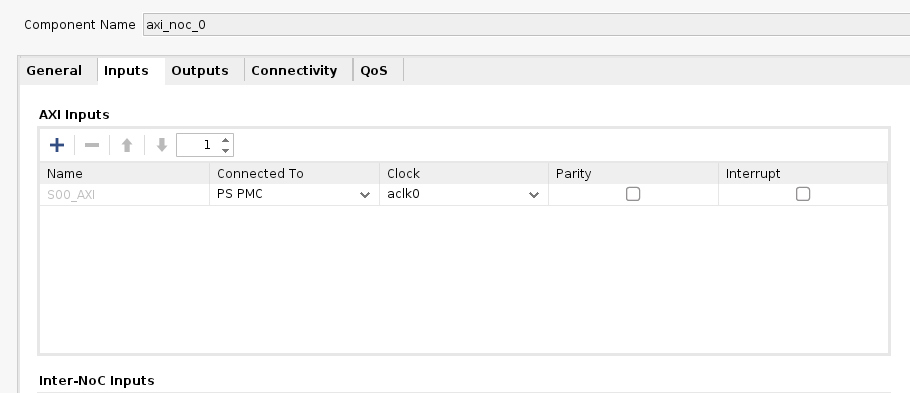 Component Name axi_noc_0
General Inputs Outputs Connectivity QoS
AXI Inputs
1
Name Connected To Clock Parity Interrupt
S00_AXI PS PMC aclk0
Inter-NoC Inputs